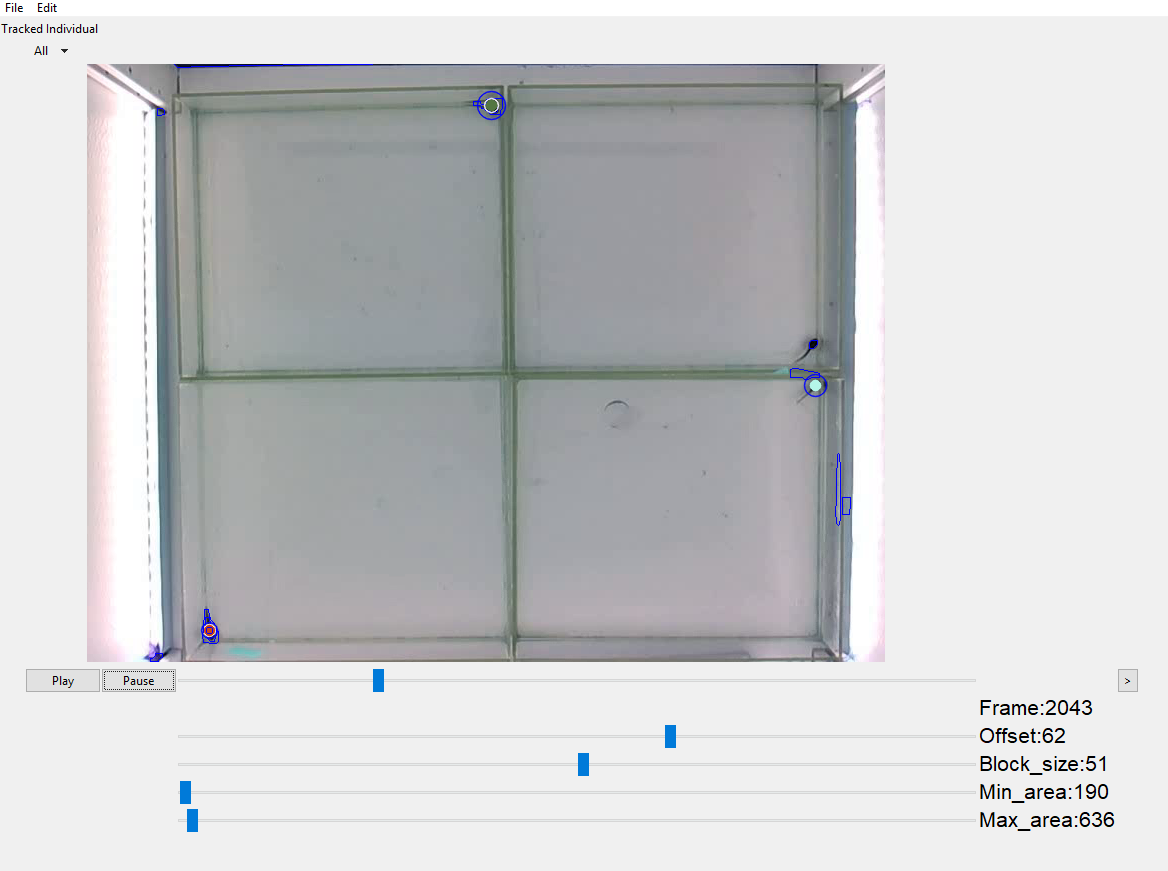 File Edit
Tracked Individual
All
Play Pause >
Frame:2043
Offset:62
Block_size:51
Min_area:190
Max_area:636